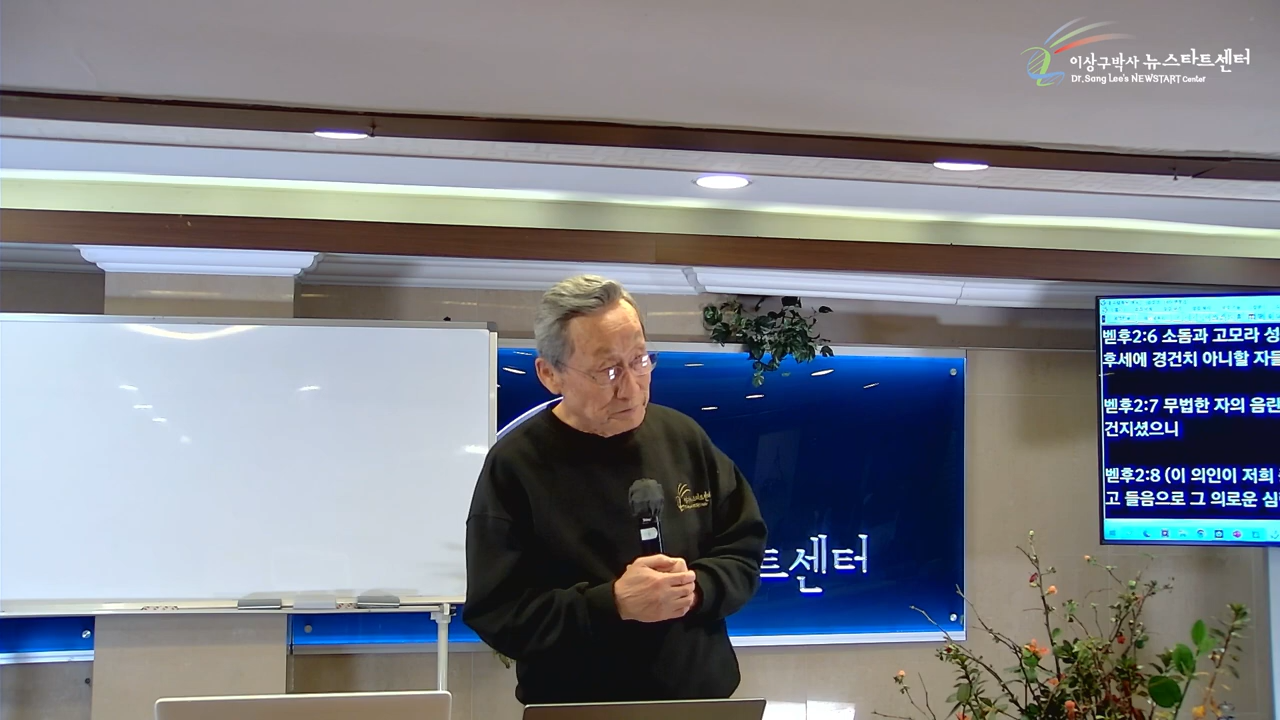 이상구박사 뉴스타트센터
Dr. Sang Lee's NEWSTART Center
벧후2:6 소돔과 고모라 성
후세에 경건치 아니할 자들
벧후2:7 무법한 자의 음란
건지셨으니
벧후2:8 (이 의인이 저희
고 들음으로 그 의로운 심
트센터